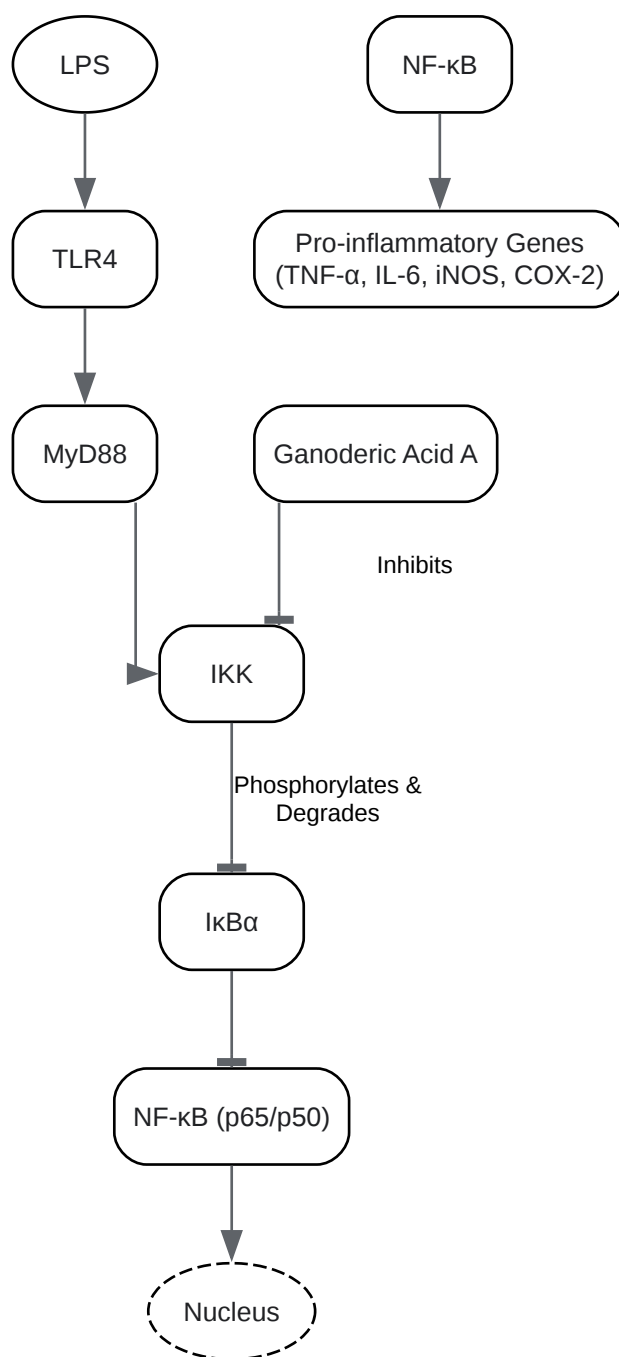 LPS
NF-κB
TLR4
Pro-inflammatory Genes
(TNF-α, IL-6, iNOS, COX-2)
MyD88
Ganoderic Acid A
Inhibits
IKK
Phosphorylates &
Degrades
IκBα
NF-κB (p65/p50)
Nucleus